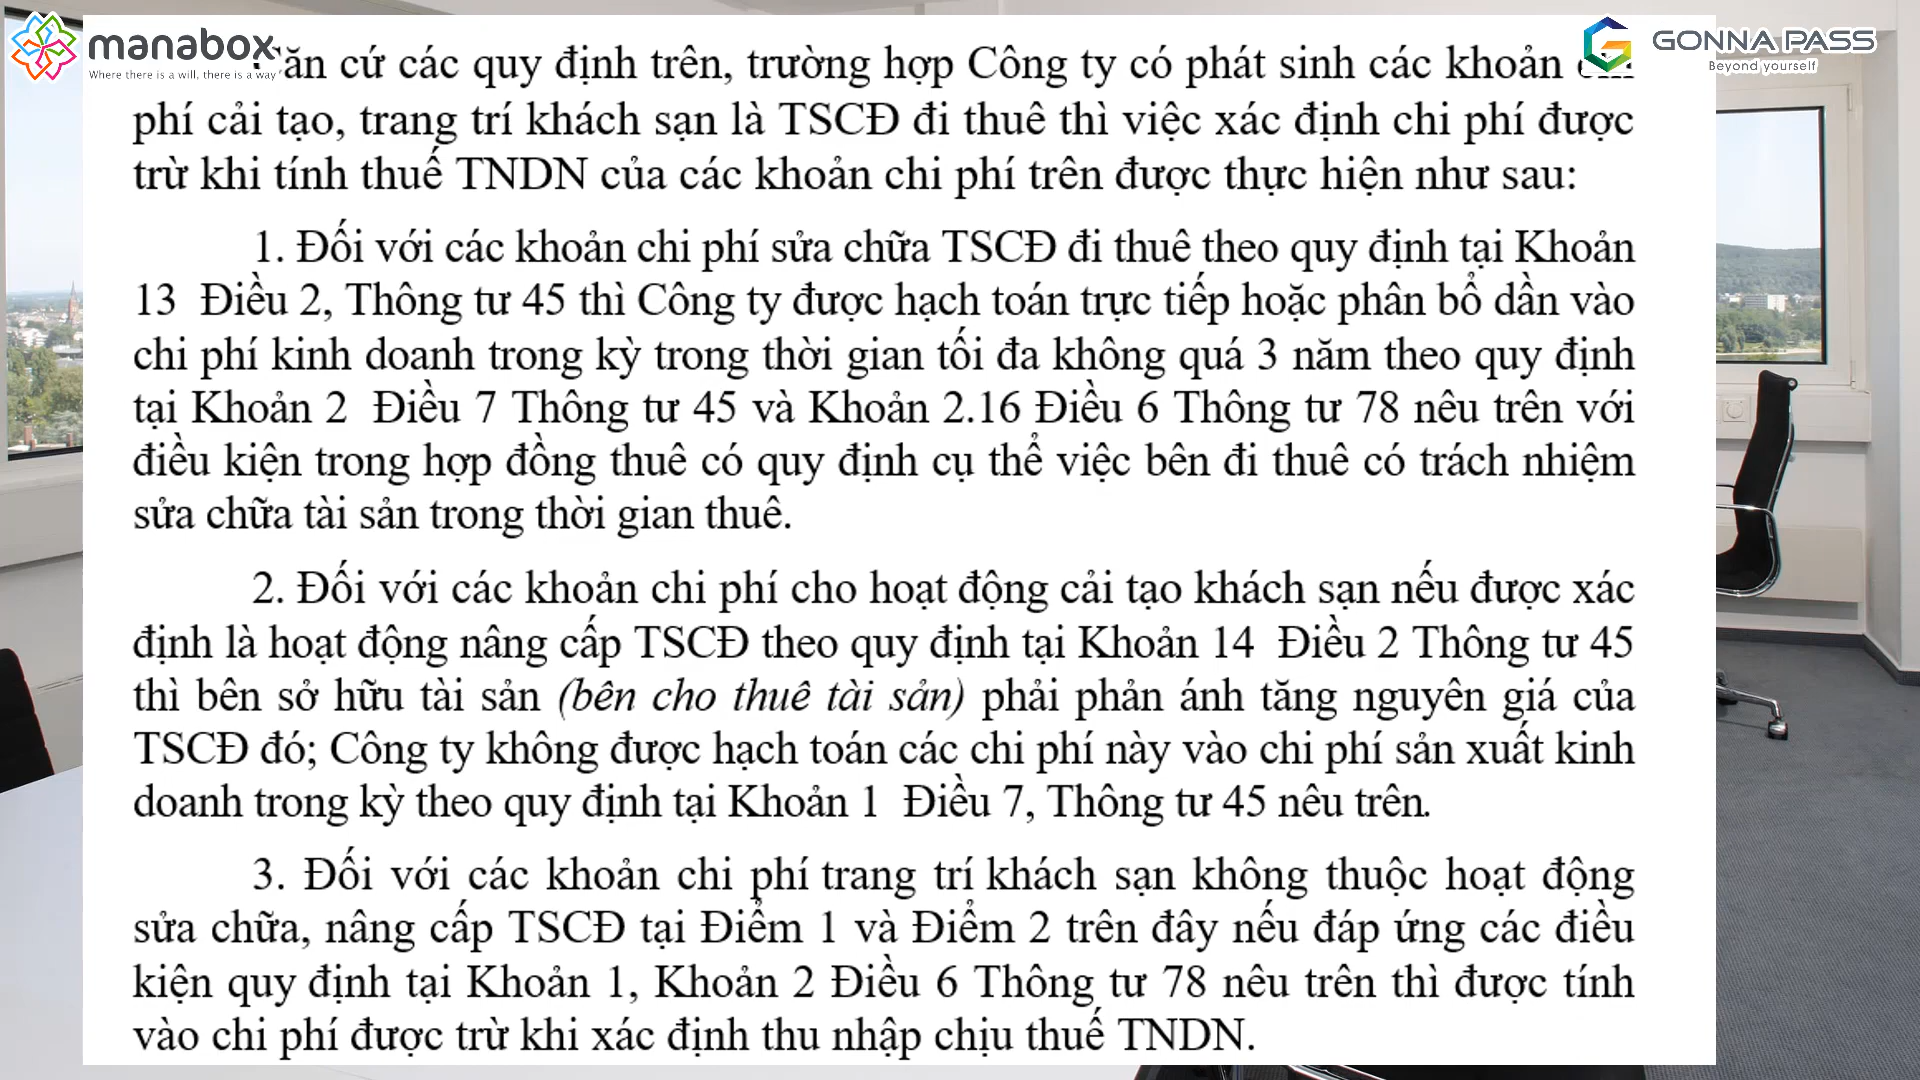 manabox
Where there is a will, there is a way
GONNA PASS
Beyond yourself
căn cứ các quy định trên, trường hợp Công ty có phát sinh các khoản
phí cải tạo, trang trí khách sạn là TSCĐ đi thuê thì việc xác định chi phí được
trừ khi tính thuế TNDN của các khoản chi phí trên được thực hiện như sau:
1. Đối với các khoản chi phí sửa chữa TSCĐ đi thuê theo quy định tại Khoản
13 Điều 2, Thông tư 45 thì Công ty được hạch toán trực tiếp hoặc phân bổ dần vào
chi phí kinh doanh trong kỳ trong thời gian tối đa không quá 3 năm theo quy định
tại Khoản 2 Điều 7 Thông tư 45 và Khoản 2.16 Điều 6 Thông tư 78 nêu trên với
điều kiện trong hợp đồng thuê có quy định cụ thể việc bên đi thuê có trách nhiệm
sửa chữa tài sản trong thời gian thuê.
2. Đối với các khoản chi phí cho hoạt động cải tạo khách sạn nếu được xác
định là hoạt động nâng cấp TSCĐ theo quy định tại Khoản 14 Điều 2 Thông tư 45
thì bên sở hữu tài sản (bên cho thuê tài sản) phải phản ánh tăng nguyên giá của
TSCĐ đó; Công ty không được hạch toán các chi phí này vào chi phí sản xuất kinh
doanh trong kỳ theo quy định tại Khoản 1 Điều 7, Thông tư 45 nêu trên.
3. Đối với các khoản chi phí trang trí khách sạn không thuộc hoạt động
sửa chữa, nâng cấp TSCĐ tại Điểm 1 và Điểm 2 trên đây nếu đáp ứng các điều
kiện quy định tại Khoản 1, Khoản 2 Điều 6 Thông tư 78 nêu trên thì được tính
vào chi phí được trừ khi xác định thu nhập chịu thuế TNDN.